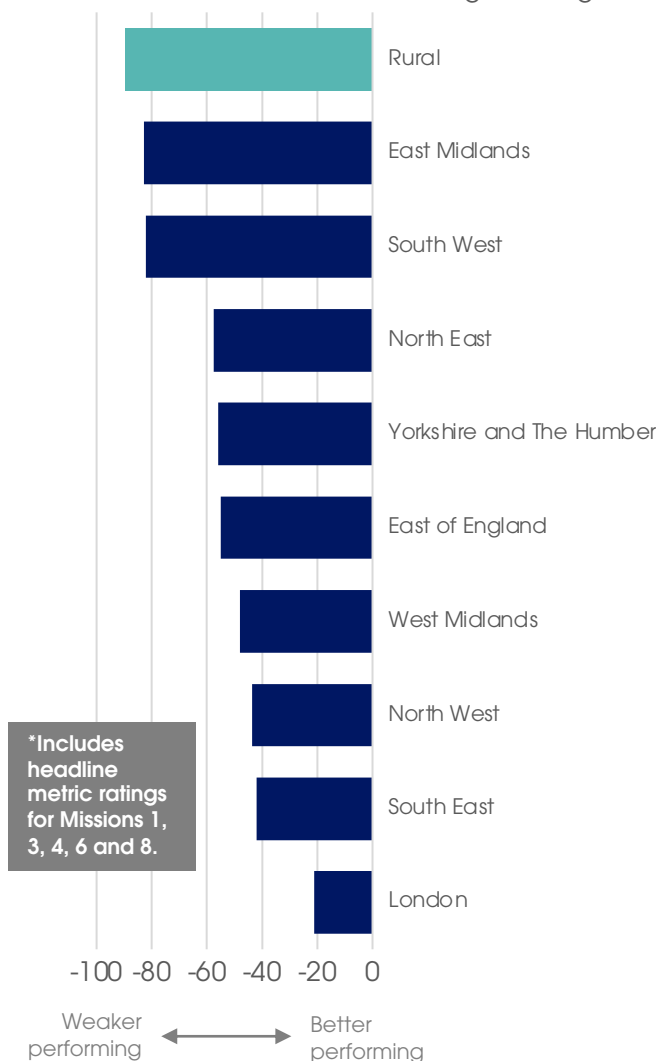 Rural
East Midlands
South West
North East
Yorkshire and The Humber
East of England
West Midlands
North West
*Includes
headline
metric ratings
for Missions 1,
3, 4, 6 and 8.
South East
London
-100 -80 -60 -40 -20 0
Weaker
performing
Better
performing